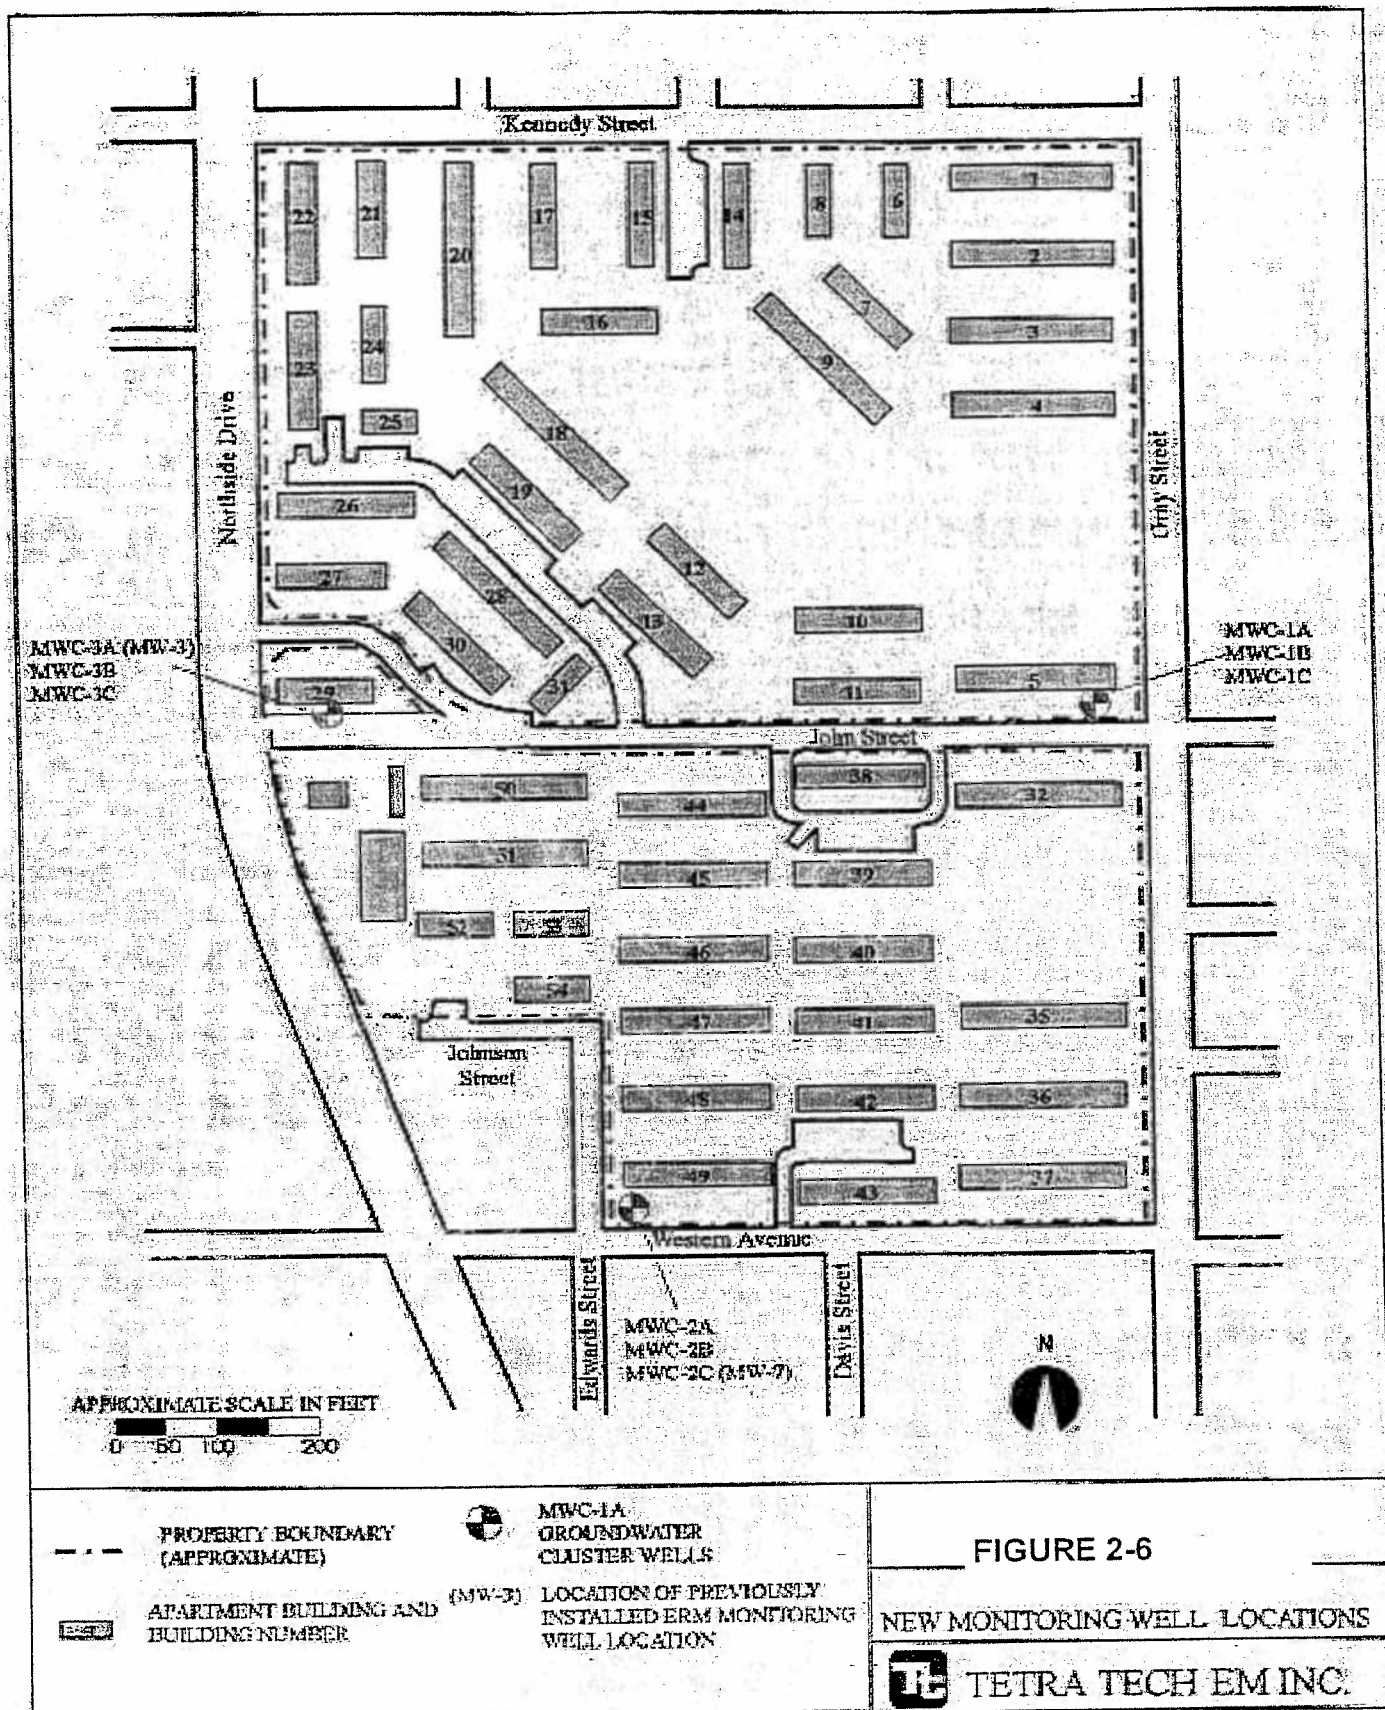 Kennedy Street
22
21
20
17
15
14
8
6
1
2
3
4
16
7
9
24
23
25
18
19
26
27
28
30
31
29
12
13
10
11
5
Northside Drive
MWC-3A (MW-3)
MWC-3B
MWC-3C
MWC-1A
MWC-1B
MWC-1C
John Street
50
51
52
54
44
45
46
47
48
49
38
39
40
41
42
43
32
35
36
37
Johnson
Street
Western Avenue
Edwards Street
Davis Street
MWC-2A
MWC-2B
MWC-2C (MW-7)
N
APPROXIMATE SCALE IN FEET
0 50 100 200
PROPERTY BOUNDARY
(APPROXIMATE)
APARTMENT BUILDING AND
BUILDING NUMBER
MWC-1A
GROUNDWATER
CLUSTER WELLS
(MW-3) LOCATION OF PREVIOUSLY
INSTALLED ERM MONITORING
WELL LOCATION
FIGURE 2-6
NEW MONITORING WELL LOCATIONS
TETRA TECH EM INC.